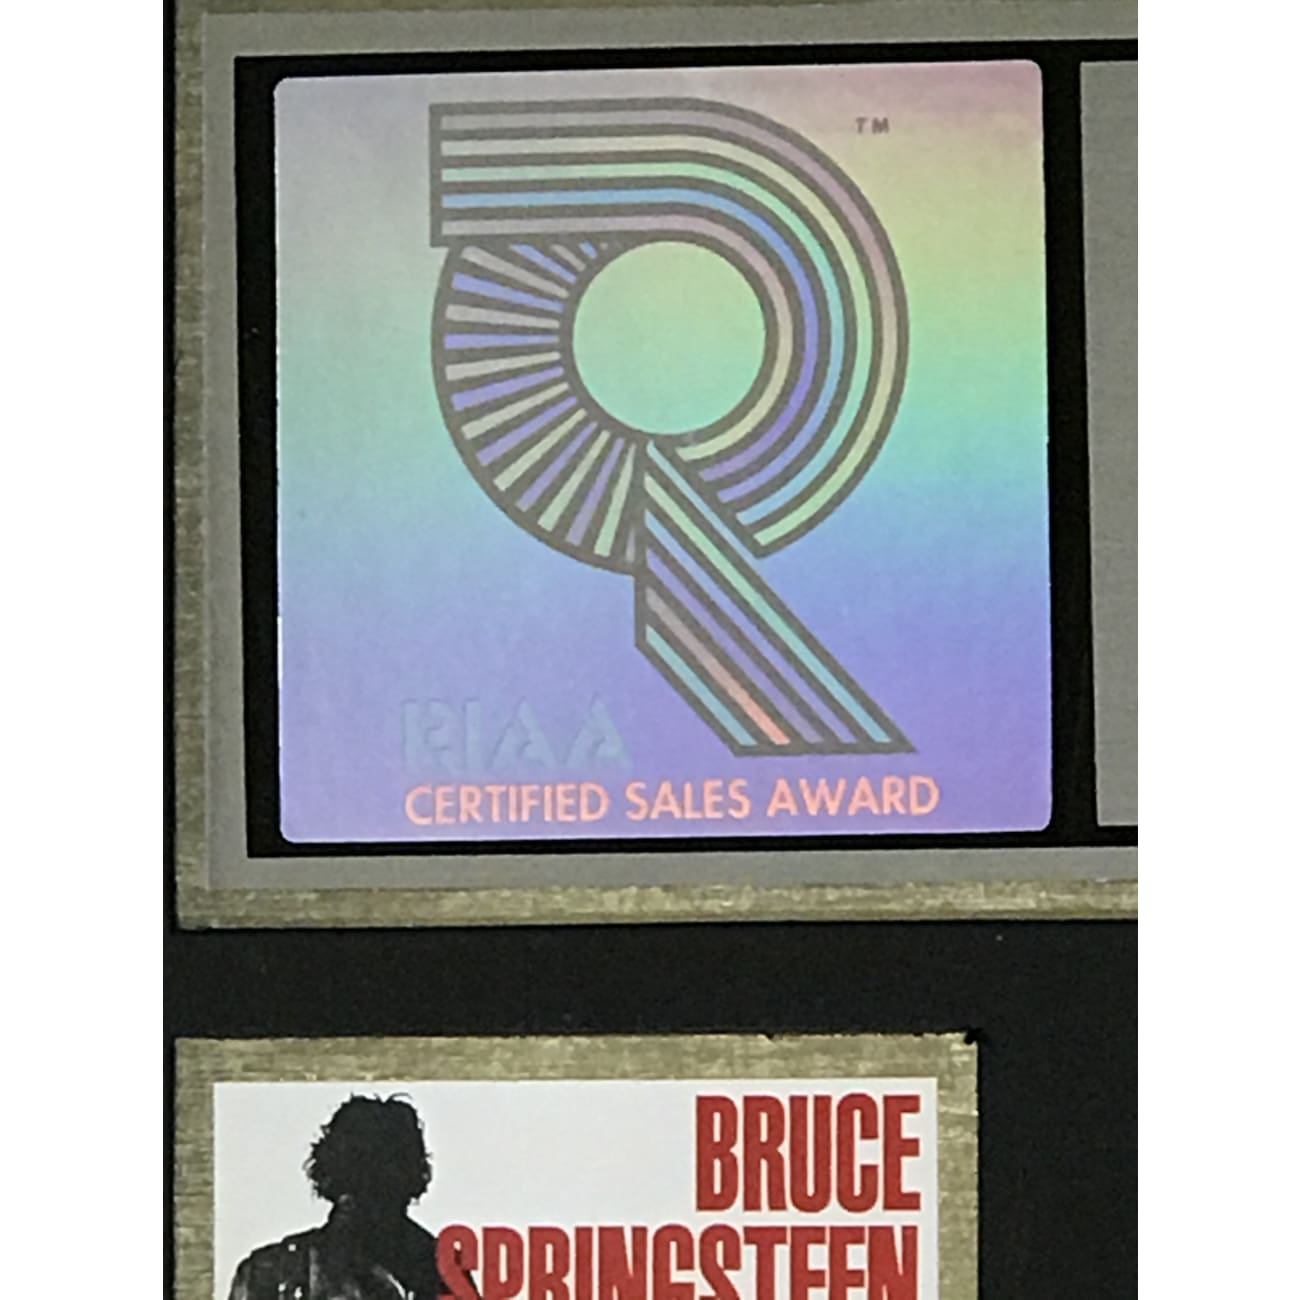 TM
RIAA
CERTIFIED SALES AWARD
BRUCE
SPRINGSTEEN